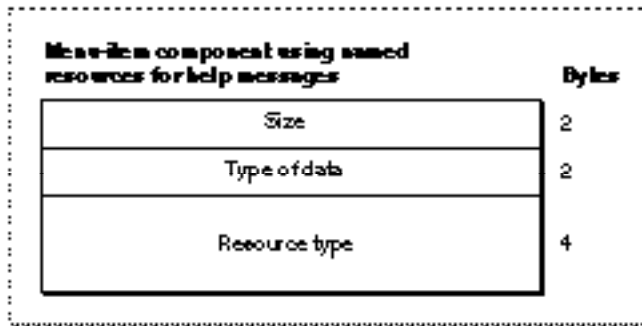 Menu-item component using named
resources for help messages Bytes
Size 2
Type of data 2
Resource type 4